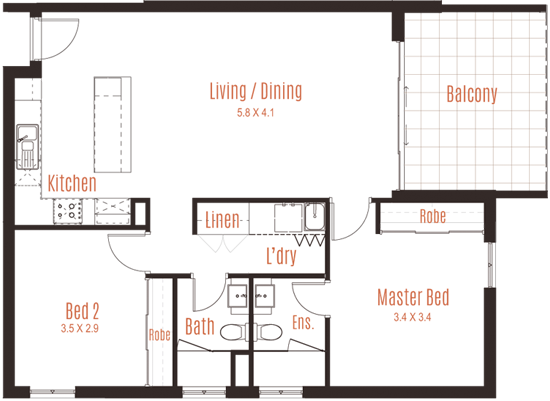 Living / Dining
5.8 X 4.1
Balcony
Kitchen
Linen
Robe
L'dry
Bed 2
3.5 X 2.9
Robe
Bath
Ens.
Master Bed
3.4 X 3.4